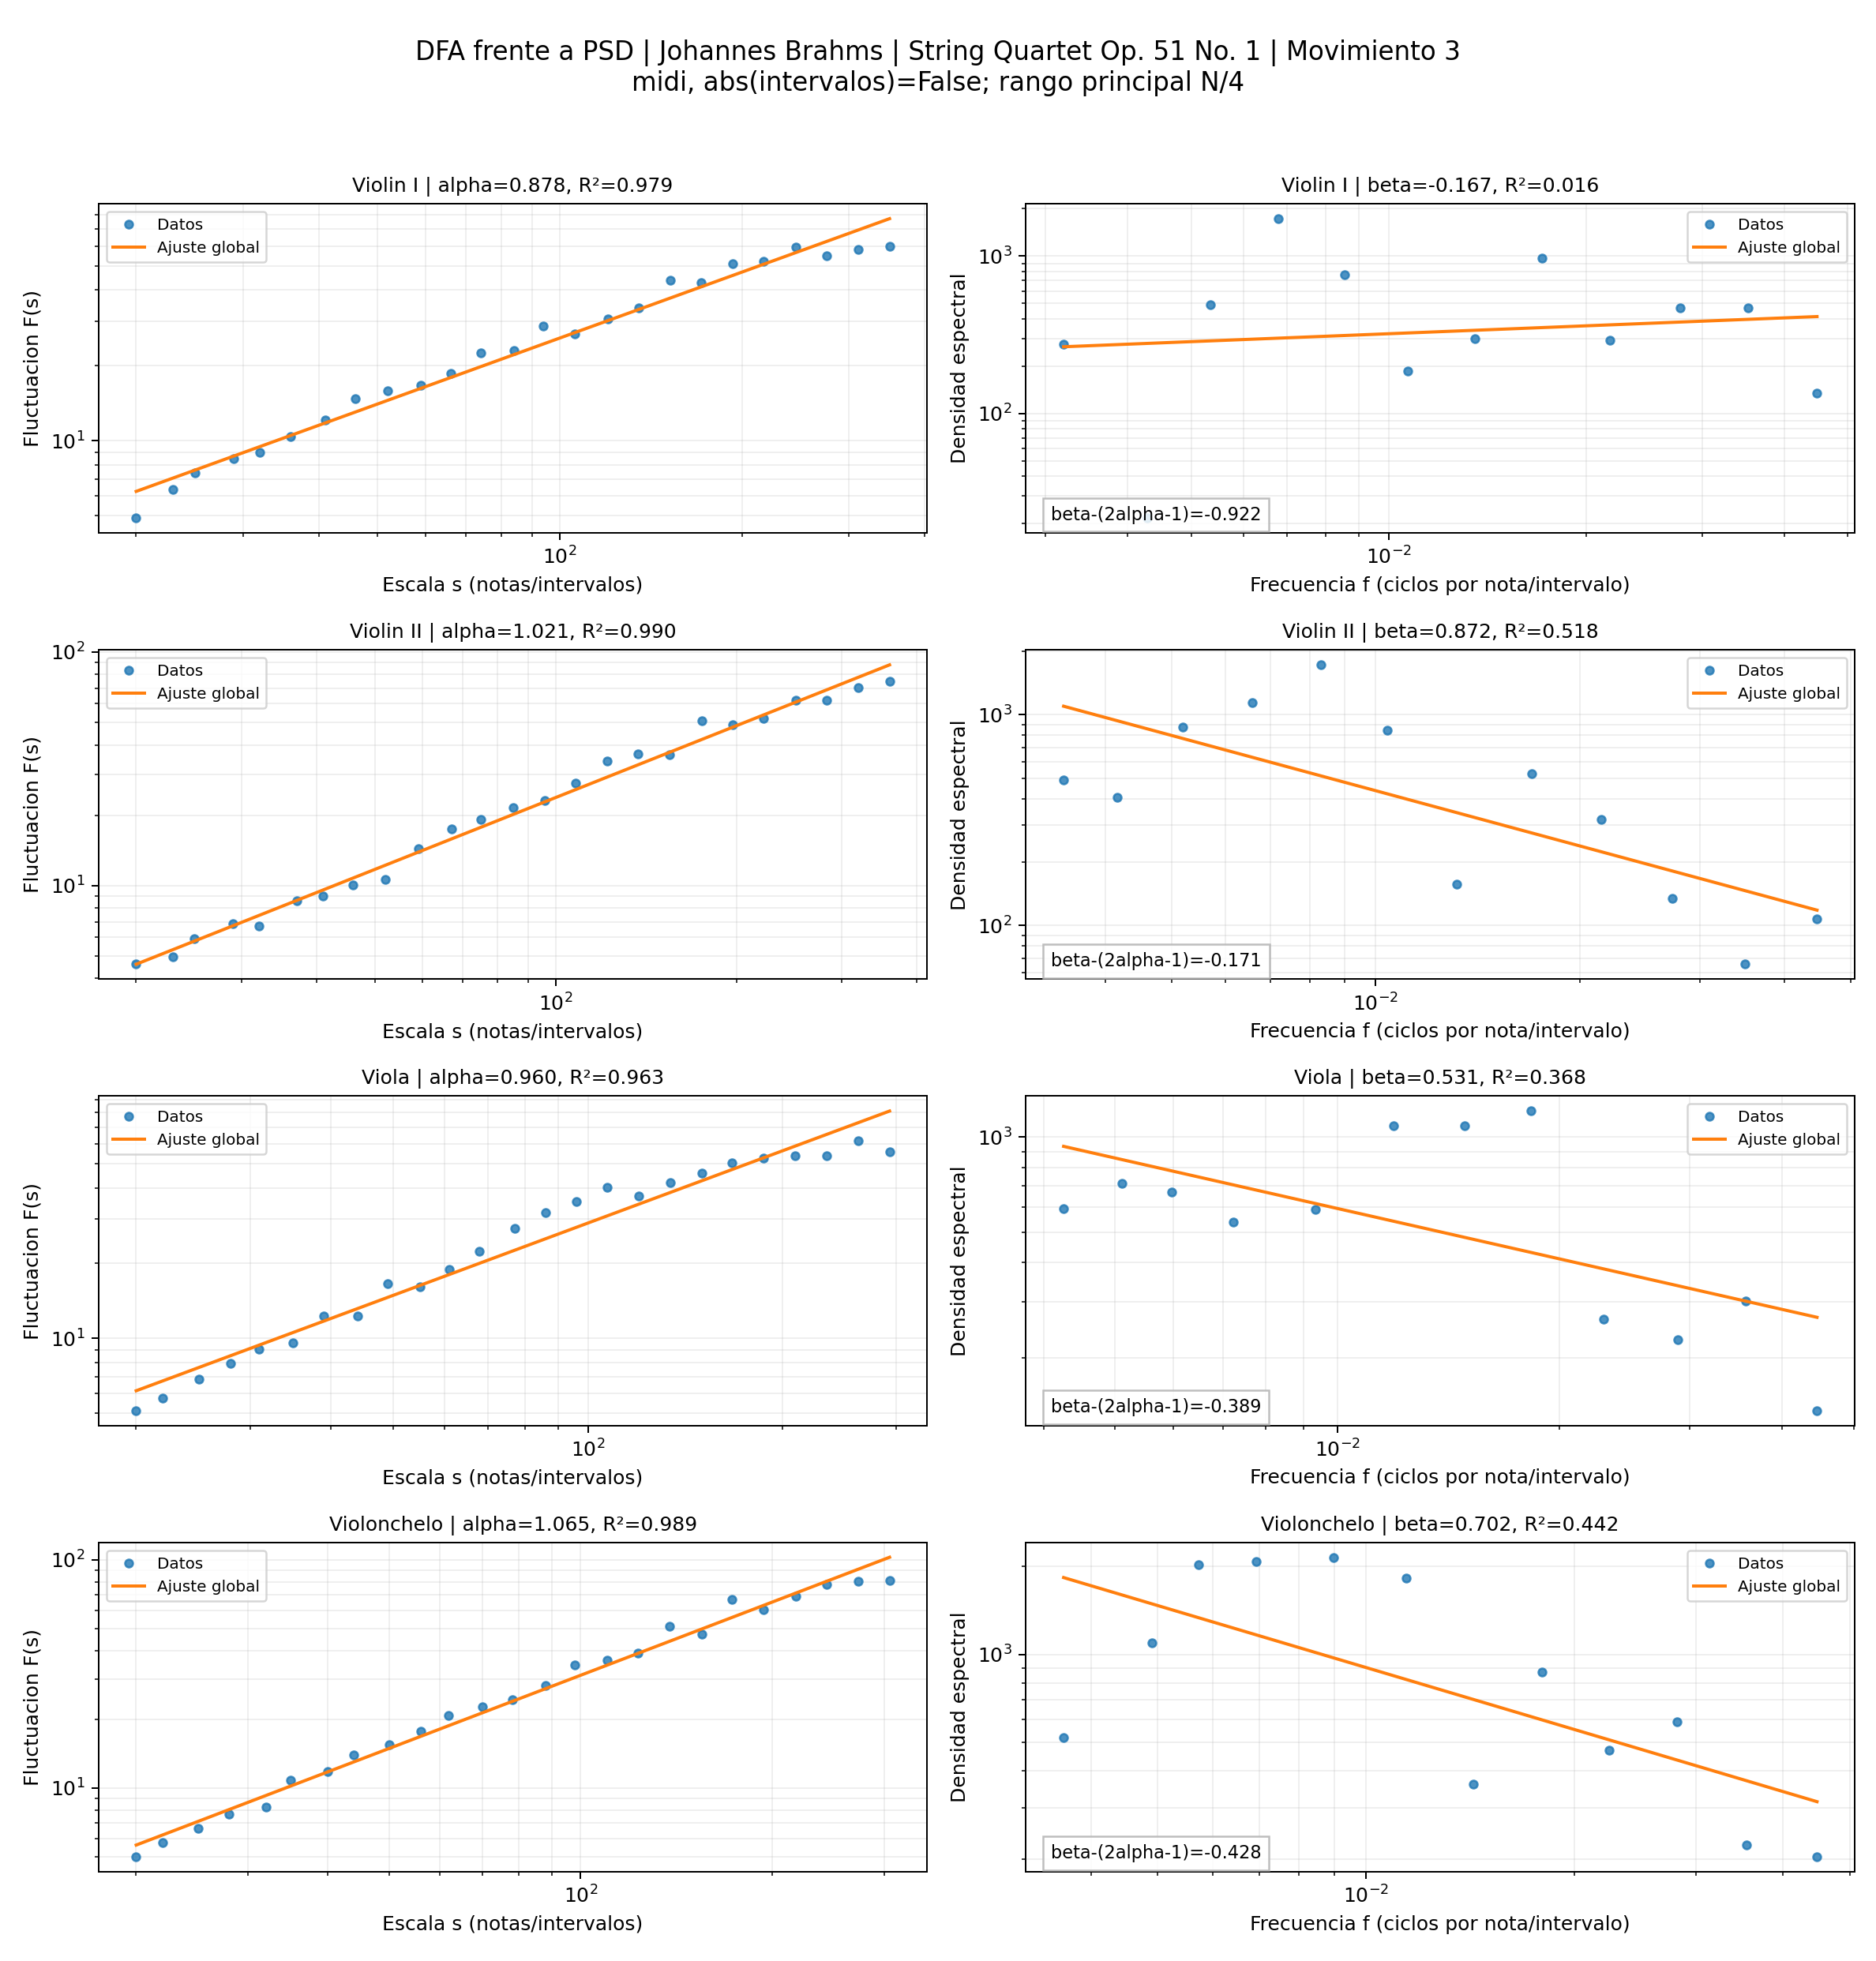 DFA frente a PSD | Johannes Brahms | String Quartet Op. 51 No. 1 | Movimiento 3
midi, abs(intervalos)=False; rango principal N/4
Violin I | alpha=0.878, R²=0.979
Datos
Ajuste global
Fluctuacion F(s)
10¹
10²
Escala s (notas/intervalos)
Violin I | beta=-0.167, R²=0.016
Datos
Ajuste global
Densidad espectral
10³
10²
beta-(2alpha-1)=-0.922
10⁻²
Frecuencia f (ciclos por nota/intervalo)
Violin II | alpha=1.021, R²=0.990
Datos
Ajuste global
Fluctuacion F(s)
10²
10¹
10²
Escala s (notas/intervalos)
Violin II | beta=0.872, R²=0.518
Datos
Ajuste global
Densidad espectral
10³
10²
beta-(2alpha-1)=-0.171
10⁻²
Frecuencia f (ciclos por nota/intervalo)
Viola | alpha=0.960, R²=0.963
Datos
Ajuste global
Fluctuacion F(s)
10¹
10²
Escala s (notas/intervalos)
Viola | beta=0.531, R²=0.368
Datos
Ajuste global
Densidad espectral
10³
beta-(2alpha-1)=-0.389
10⁻²
Frecuencia f (ciclos por nota/intervalo)
Violonchelo | alpha=1.065, R²=0.989
Datos
Ajuste global
Fluctuacion F(s)
10²
10¹
10²
Escala s (notas/intervalos)
Violonchelo | beta=0.702, R²=0.442
Datos
Ajuste global
Densidad espectral
10³
beta-(2alpha-1)=-0.428
10⁻²
Frecuencia f (ciclos por nota/intervalo)